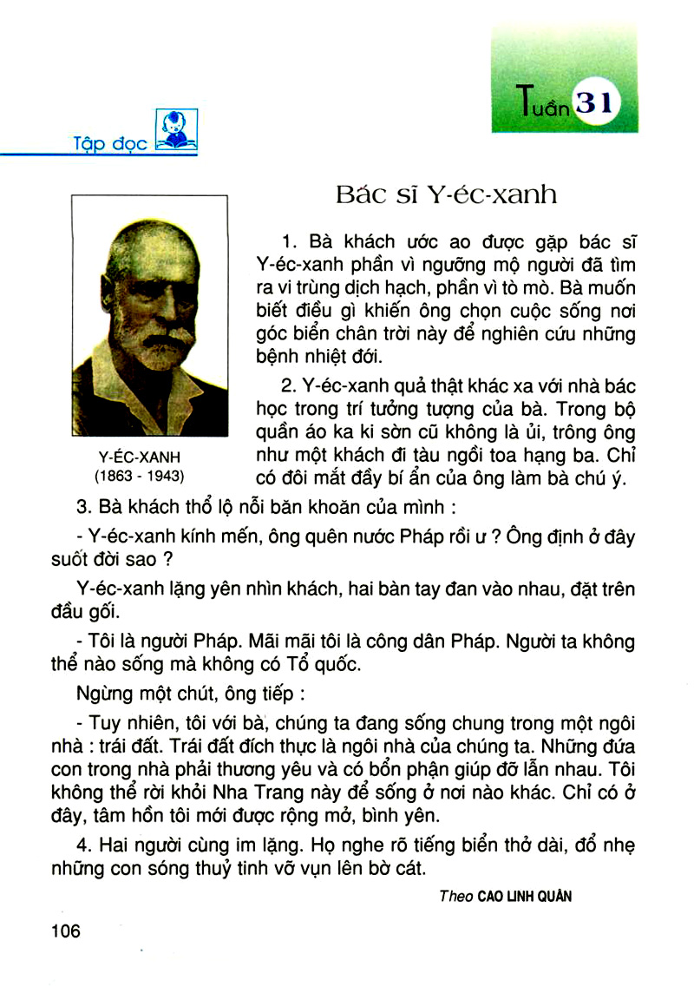 Tuần 31
Tập đọc
Bác sĩ Y-éc-xanh
1. Bà khách ước ao được gặp bác sĩ
Y-éc-xanh phần vì ngưỡng mộ người đã tìm
ra vi trùng dịch hạch, phần vì tò mò. Bà muốn
biết điều gì khiến ông chọn cuộc sống nơi
góc biển chân trời này để nghiên cứu những
bệnh nhiệt đới.
2. Y-éc-xanh quả thật khác xa với nhà bác
học trong trí tưởng tượng của bà. Trong bộ
quần áo ka ki sờn cũ không là ủi, trông ông
như một khách đi tàu ngồi toa hạng ba. Chỉ
có đôi mắt đầy bí ẩn của ông làm bà chú ý.
Y-ÉC-XANH
(1863 - 1943)
3. Bà khách thổ lộ nỗi băn khoăn của mình :
- Y-éc-xanh kính mến, ông quên nước Pháp rồi ư ? Ông định ở đây
suốt đời sao ?
Y-éc-xanh lặng yên nhìn khách, hai bàn tay đan vào nhau, đặt trên
đầu gối.
- Tôi là người Pháp. Mãi mãi tôi là công dân Pháp. Người ta không
thể nào sống mà không có Tổ quốc.
Ngừng một chút, ông tiếp :
- Tuy nhiên, tôi với bà, chúng ta đang sống chung trong một ngôi
nhà : trái đất. Trái đất đích thực là ngôi nhà của chúng ta. Những đứa
con trong nhà phải thương yêu và có bổn phận giúp đỡ lẫn nhau. Tôi
không thể rời khỏi Nha Trang này để sống ở nơi nào khác. Chỉ có ở
đây, tâm hồn tôi mới được rộng mở, bình yên.
4. Hai người cùng im lặng. Họ nghe rõ tiếng biển thở dài, đổ nhẹ
những con sóng thuỷ tinh vỡ vụn lên bờ cát.
Theo CAO LINH QUÂN
106